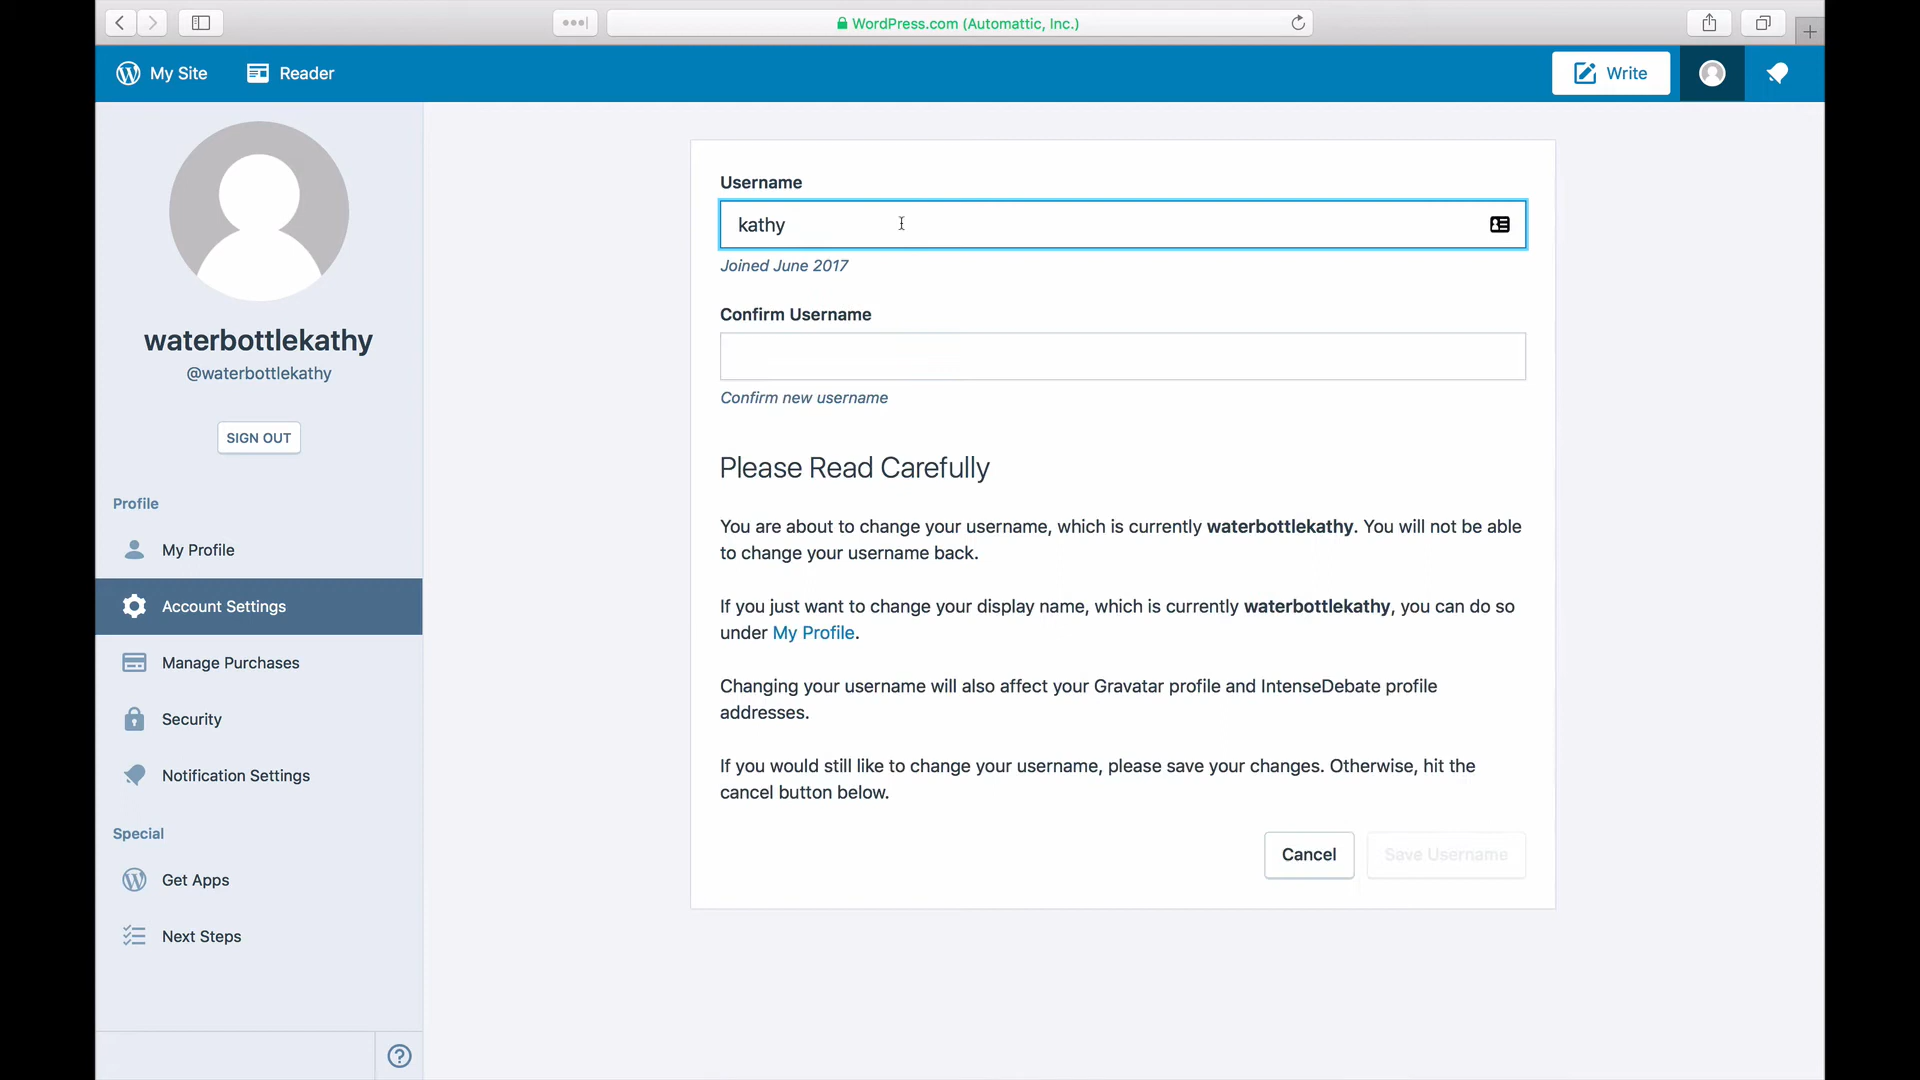 WordPress.com (Automattic, Inc.)
My Site
Reader
Write
waterbottlekathy
@waterbottlekathy
SIGN OUT
Profile
My Profile
Account Settings
Manage Purchases
Security
Notification Settings
Special
Get Apps
Next Steps
Username
kathy
Joined June 2017
Confirm Username
Confirm new username
Please Read Carefully
You are about to change your username, which is currently waterbottlekathy. You will not be able
to change your username back.
If you just want to change your display name, which is currently waterbottlekathy, you can do so
under My Profile.
Changing your username will also affect your Gravatar profile and IntenseDebate profile
addresses.
If you would still like to change your username, please save your changes. Otherwise, hit the
cancel button below.
Cancel
Save Username